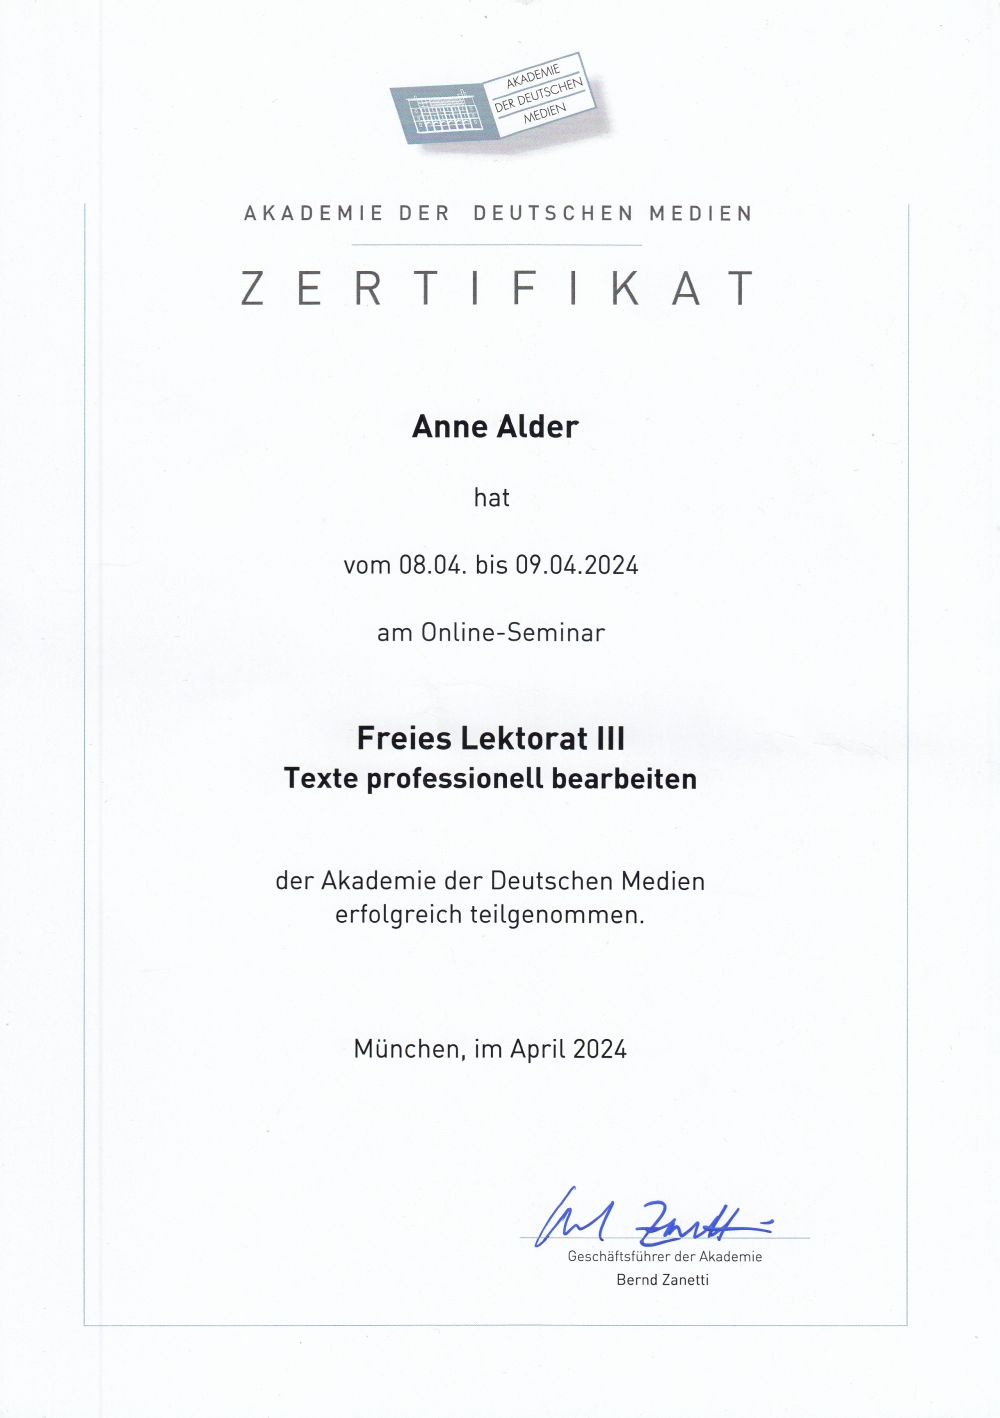 AKADEMIE
DER DEUTSCHEN
MEDIEN
AKADEMIE DER DEUTSCHEN MEDIEN
ZERTIFIKAT
Anne Alder
hat
vom 08.04. bis 09.04.2024
am Online-Seminar
Freies Lektorat III
Texte professionell bearbeiten
der Akademie der Deutschen Medien
erfolgreich teilgenommen.
München, im April 2024
Geschäftsführer der Akademie
Bernd Zanetti